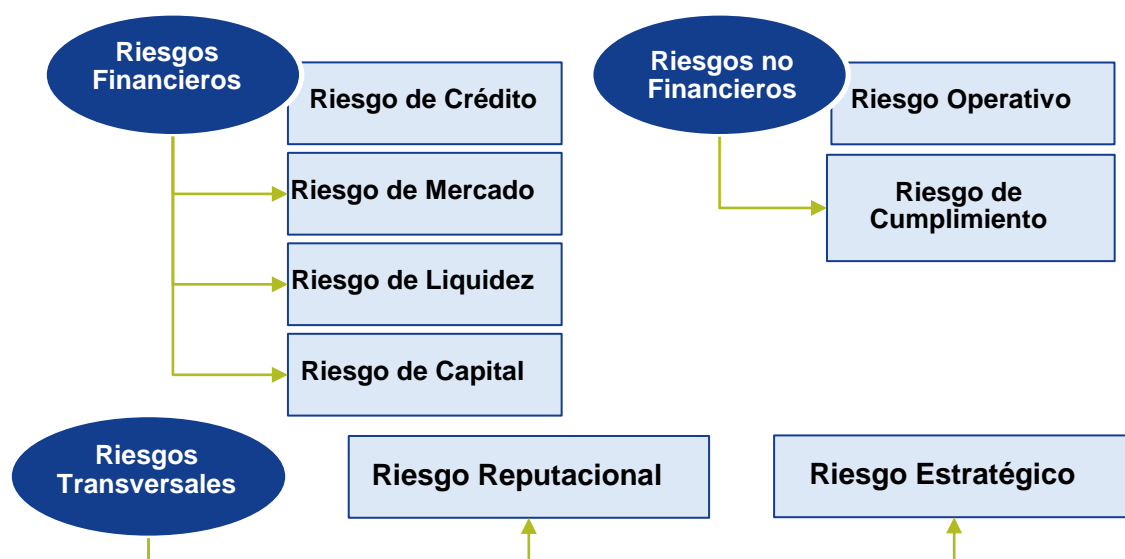 Riesgos
Financieros
Riesgo de Crédito
Riesgo de Mercado
Riesgo de Liquidez
Riesgo de Capital
Riesgos no
Financieros
Riesgo Operativo
Riesgo de
Cumplimiento
Riesgos
Transversales
Riesgo Reputacional
Riesgo Estratégico